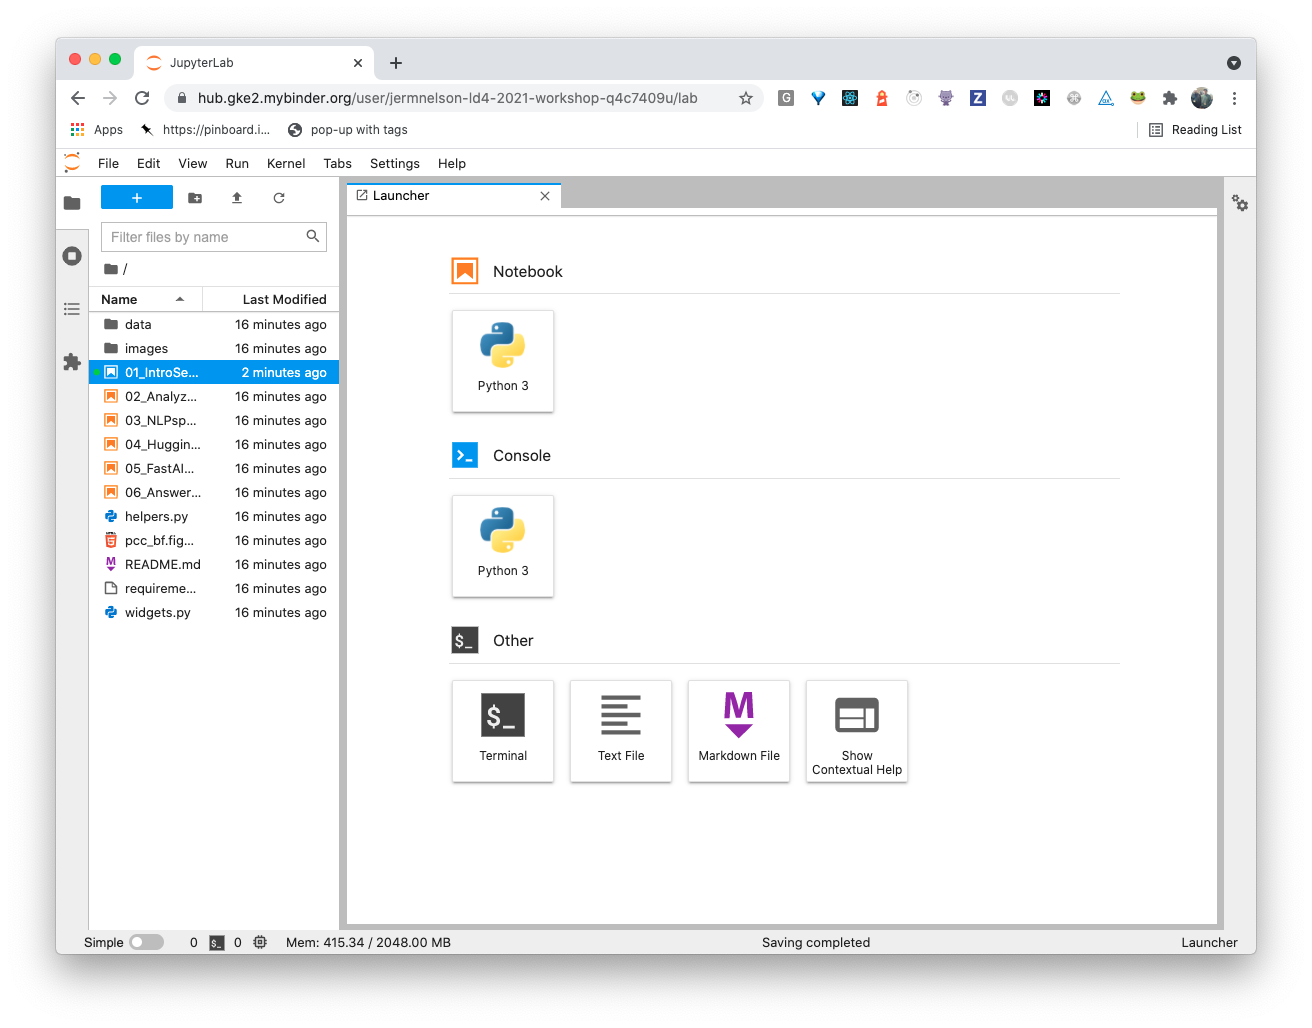 JupyterLab
hub.gke2.mybinder.org/user/jermnelson-ld4-2021-workshop-q4c7409u/lab
Apps
https://pinboard.i...
pop-up with tags
Reading List
File Edit View Run Kernel Tabs Settings Help
Launcher
Filter files by name
/
Name Last Modified
data 16 minutes ago
images 16 minutes ago
01_IntroSe... 2 minutes ago
02_Analyz... 16 minutes ago
03_NLPsp... 16 minutes ago
04_Huggin... 16 minutes ago
05_FastAI... 16 minutes ago
06_Answer... 16 minutes ago
helpers.py 16 minutes ago
pcc_bf.fig... 16 minutes ago
README.md 16 minutes ago
requireme... 16 minutes ago
widgets.py 16 minutes ago
Notebook
Python 3
Console
Python 3
$_ Other
$_
Terminal
Text File
M
Markdown File
Show
Contextual Help
Simple 0 $_ 0 Mem: 415.34 / 2048.00 MB Saving completed Launcher